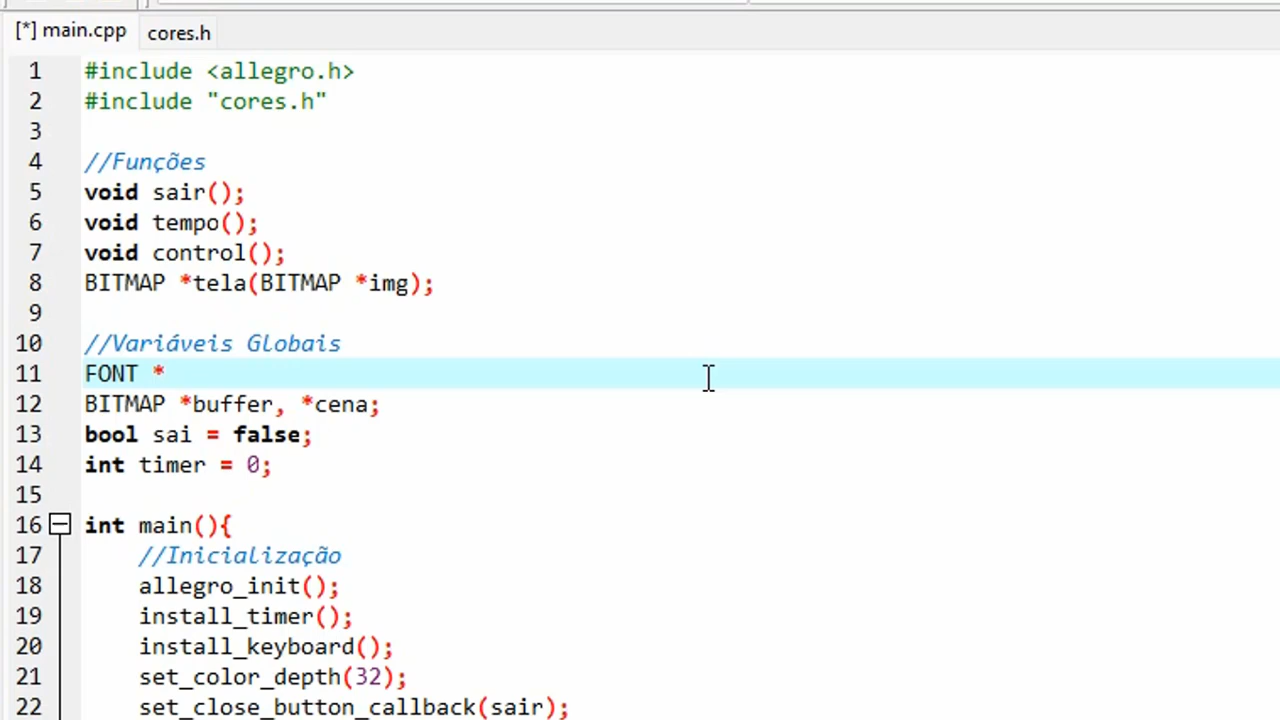 [*] main.cpp cores.h
1 #include <allegro.h>
2 #include "cores.h"
3
4 //Funções
5 void sair();
6 void tempo();
7 void control();
8 BITMAP *tela(BITMAP *img);
9
10 //Variáveis Globais
11 FONT *
12 BITMAP *buffer, *cena;
13 bool sai = false;
14 int timer = 0;
15
16 int main(){
17 //Inicialização
18 allegro_init();
19 install_timer();
20 install_keyboard();
21 set_color_depth(32);
22 set_close_button_callback(sair);